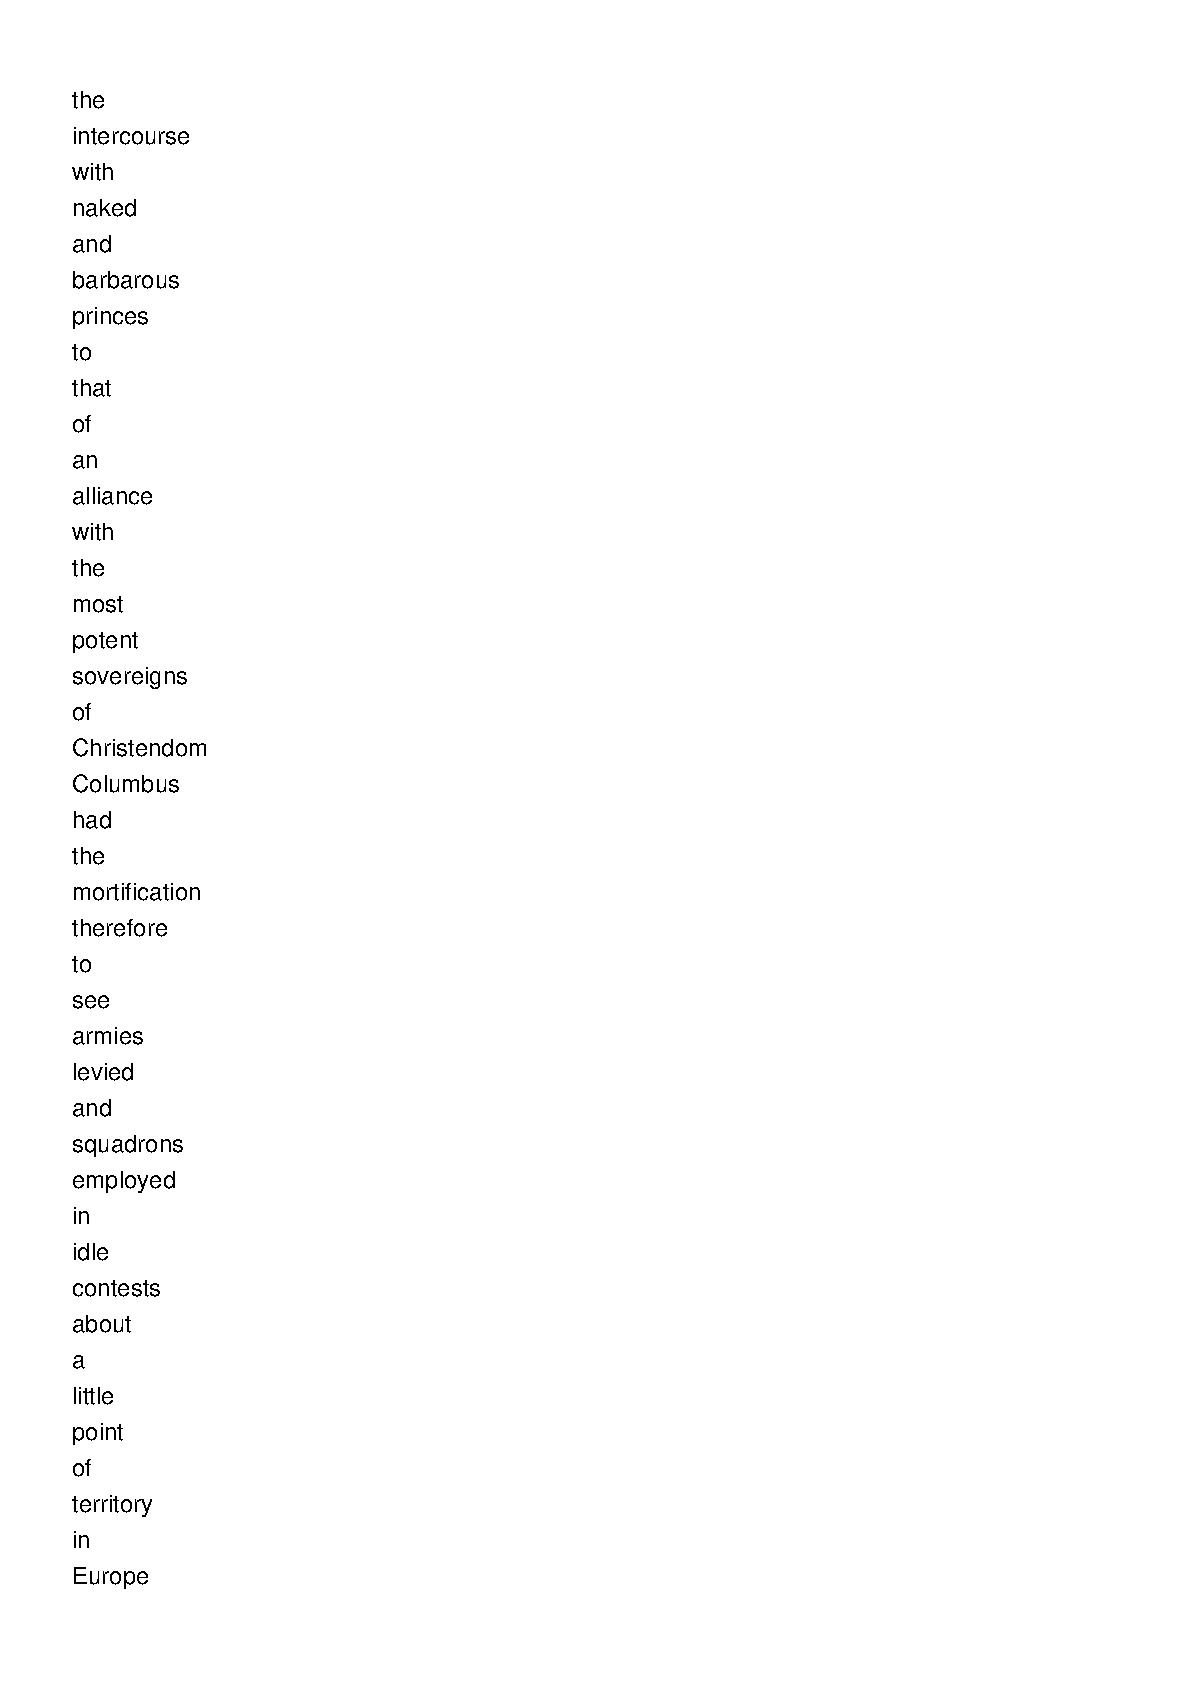 the
intercourse
with
naked
and
barbarous
princes
to
that
of
an
alliance
with
the
most
potent
sovereigns
of
Christendom
Columbus
had
the
mortification
therefore
to
see
armies
levied
and
squadrons
employed
in
idle
contests
about
a
little
point
of
territory
in
Europe